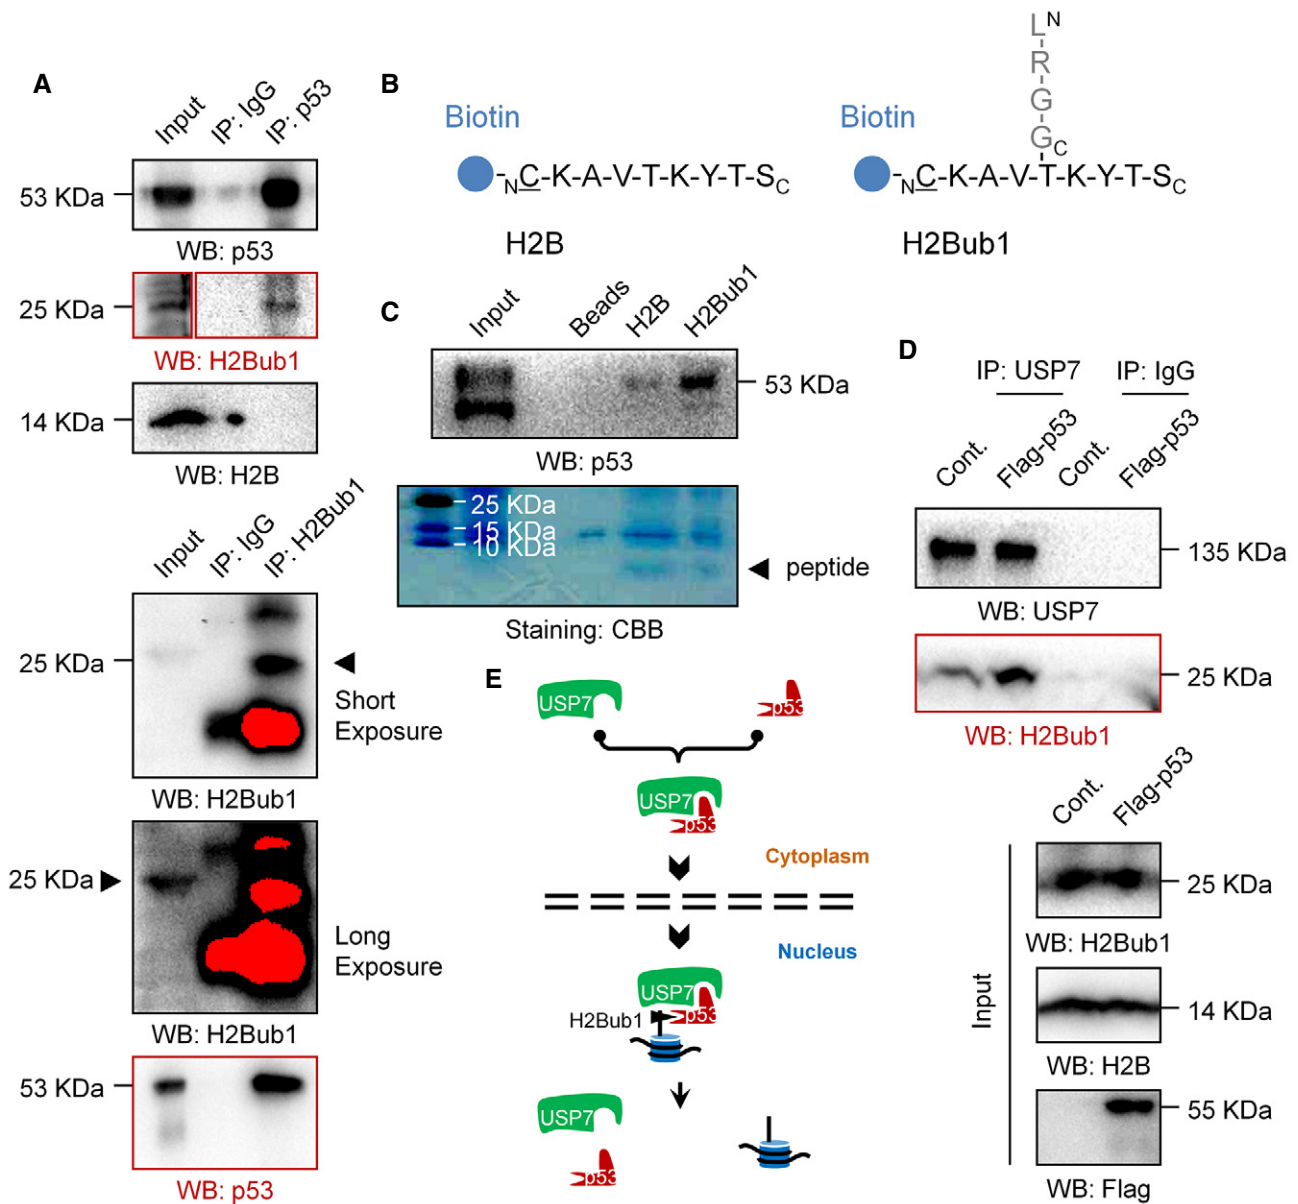 A
Input
IP: IgG
IP: p53
53 KDa
WB: p53
25 KDa
WB: H2Bub1
14 KDa
WB: H2B
Input
IP: IgG
IP: H2Bub1
25 KDa
Short
Exposure
WB: H2Bub1
25 KDa
Long
Exposure
WB: H2Bub1
53 KDa
WB: p53
B
Biotin
NC-K-A-V-T-K-Y-T-SC
H2B
Biotin
LN
R
G
GC
NC-K-A-V-T-K-Y-T-SC
H2Bub1
C
Input
Beads
H2B
H2Bub1
53 KDa
WB: p53
25 KDa
15 KDa
10 KDa
peptide
Staining: CBB
D
IP: USP7
IP: IgG
Cont.
Flag-p53
Cont.
Flag-p53
135 KDa
WB: USP7
25 KDa
WB: H2Bub1
Cont.
Flag-p53
Input
25 KDa
WB: H2Bub1
14 KDa
WB: H2B
55 KDa
WB: Flag
E
USP7
p53
USP7
p53
Cytoplasm
Nucleus
USP7
p53
H2Bub1
USP7
p53